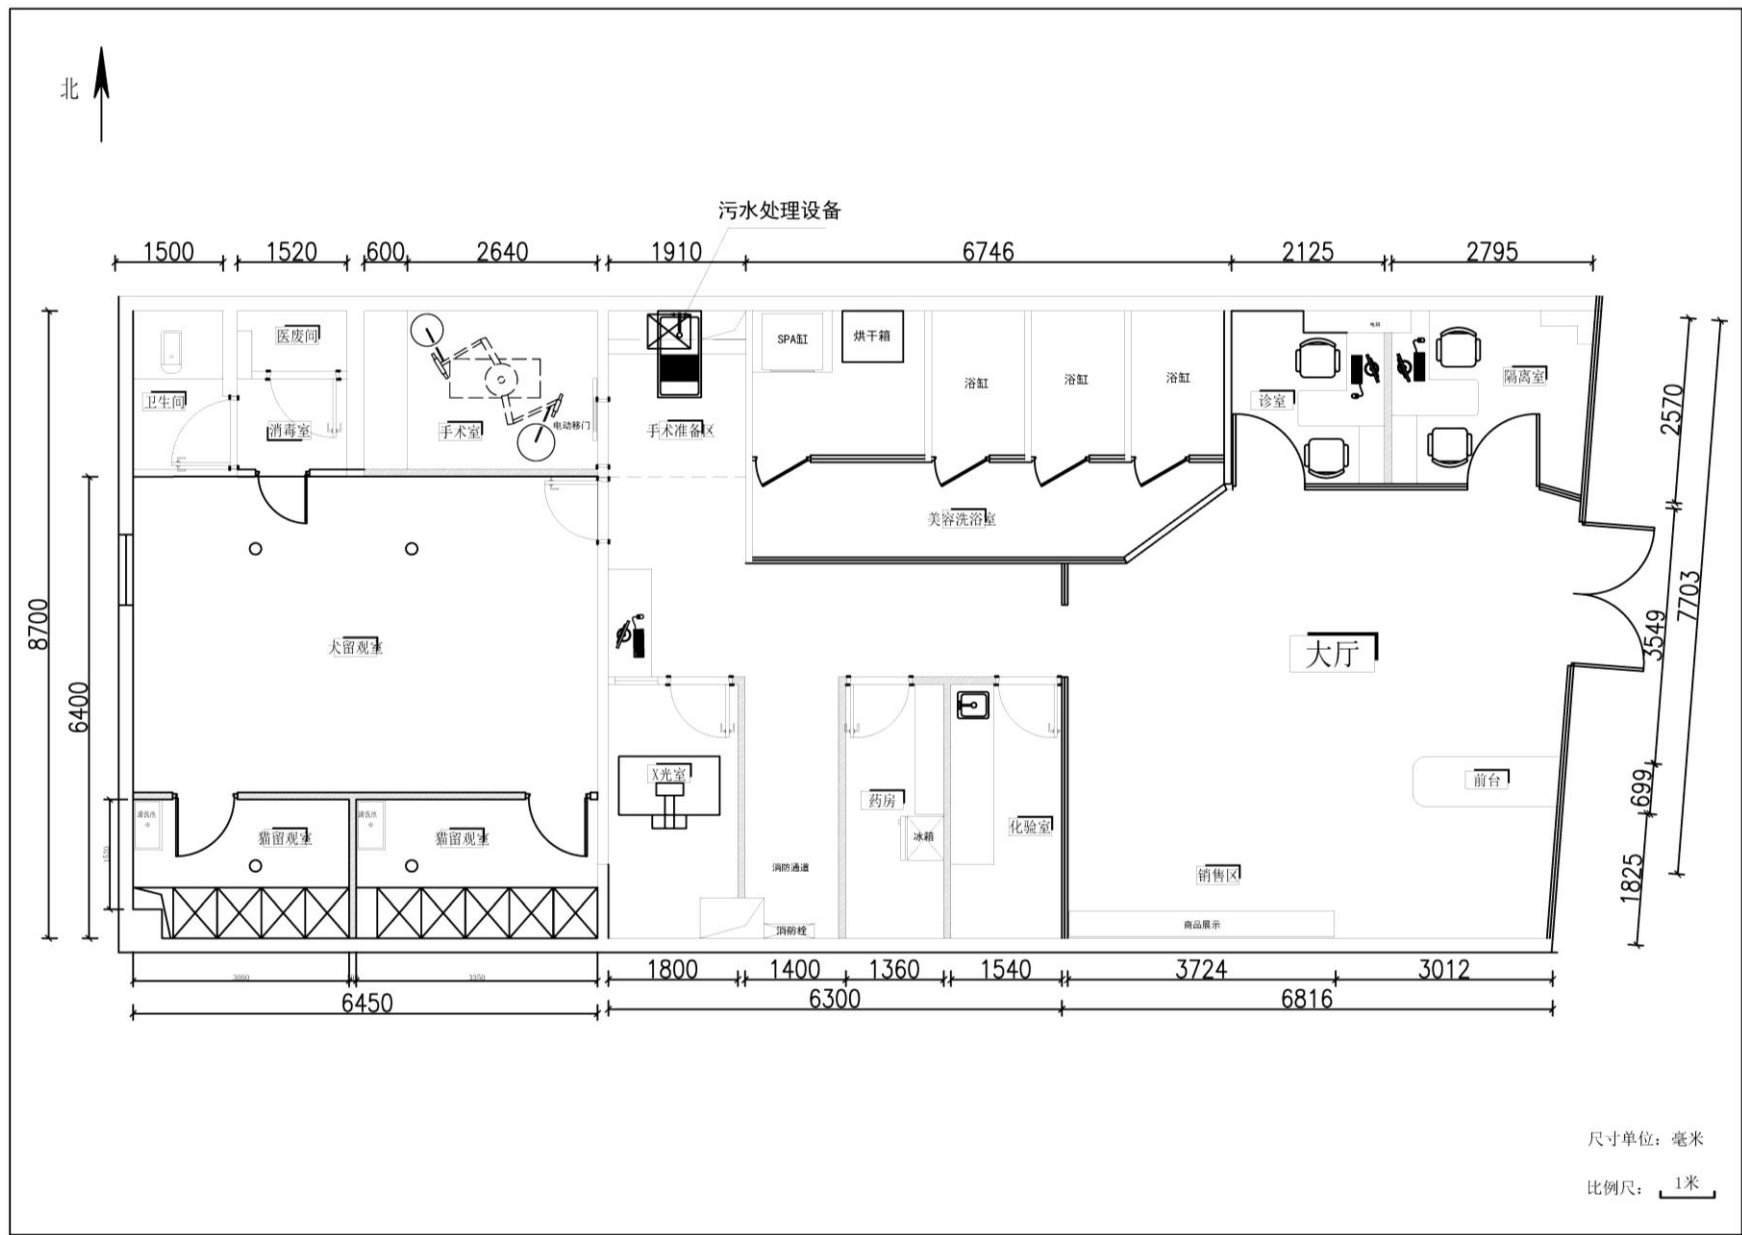 北
污水处理设备
1500
1520
600
2640
1910
6746
2125
2795
医废间
卫生间
消毒室
手术室
电动移门
手术准备区
SPA缸
烘干箱
浴缸
浴缸
浴缸
诊室
隔离室
美容洗浴室
犬留观室
大厅
8700
6400
2570
7703
3549
699
1825
X光室
药房
冰箱
化验室
前台
猫留观室
猫留观室
1520
消防通道
消防栓
销售区
商品展示
3350
1800
1400
1360
1540
3724
3012
6450
6300
6816
尺寸单位：毫米
比例尺：
1米